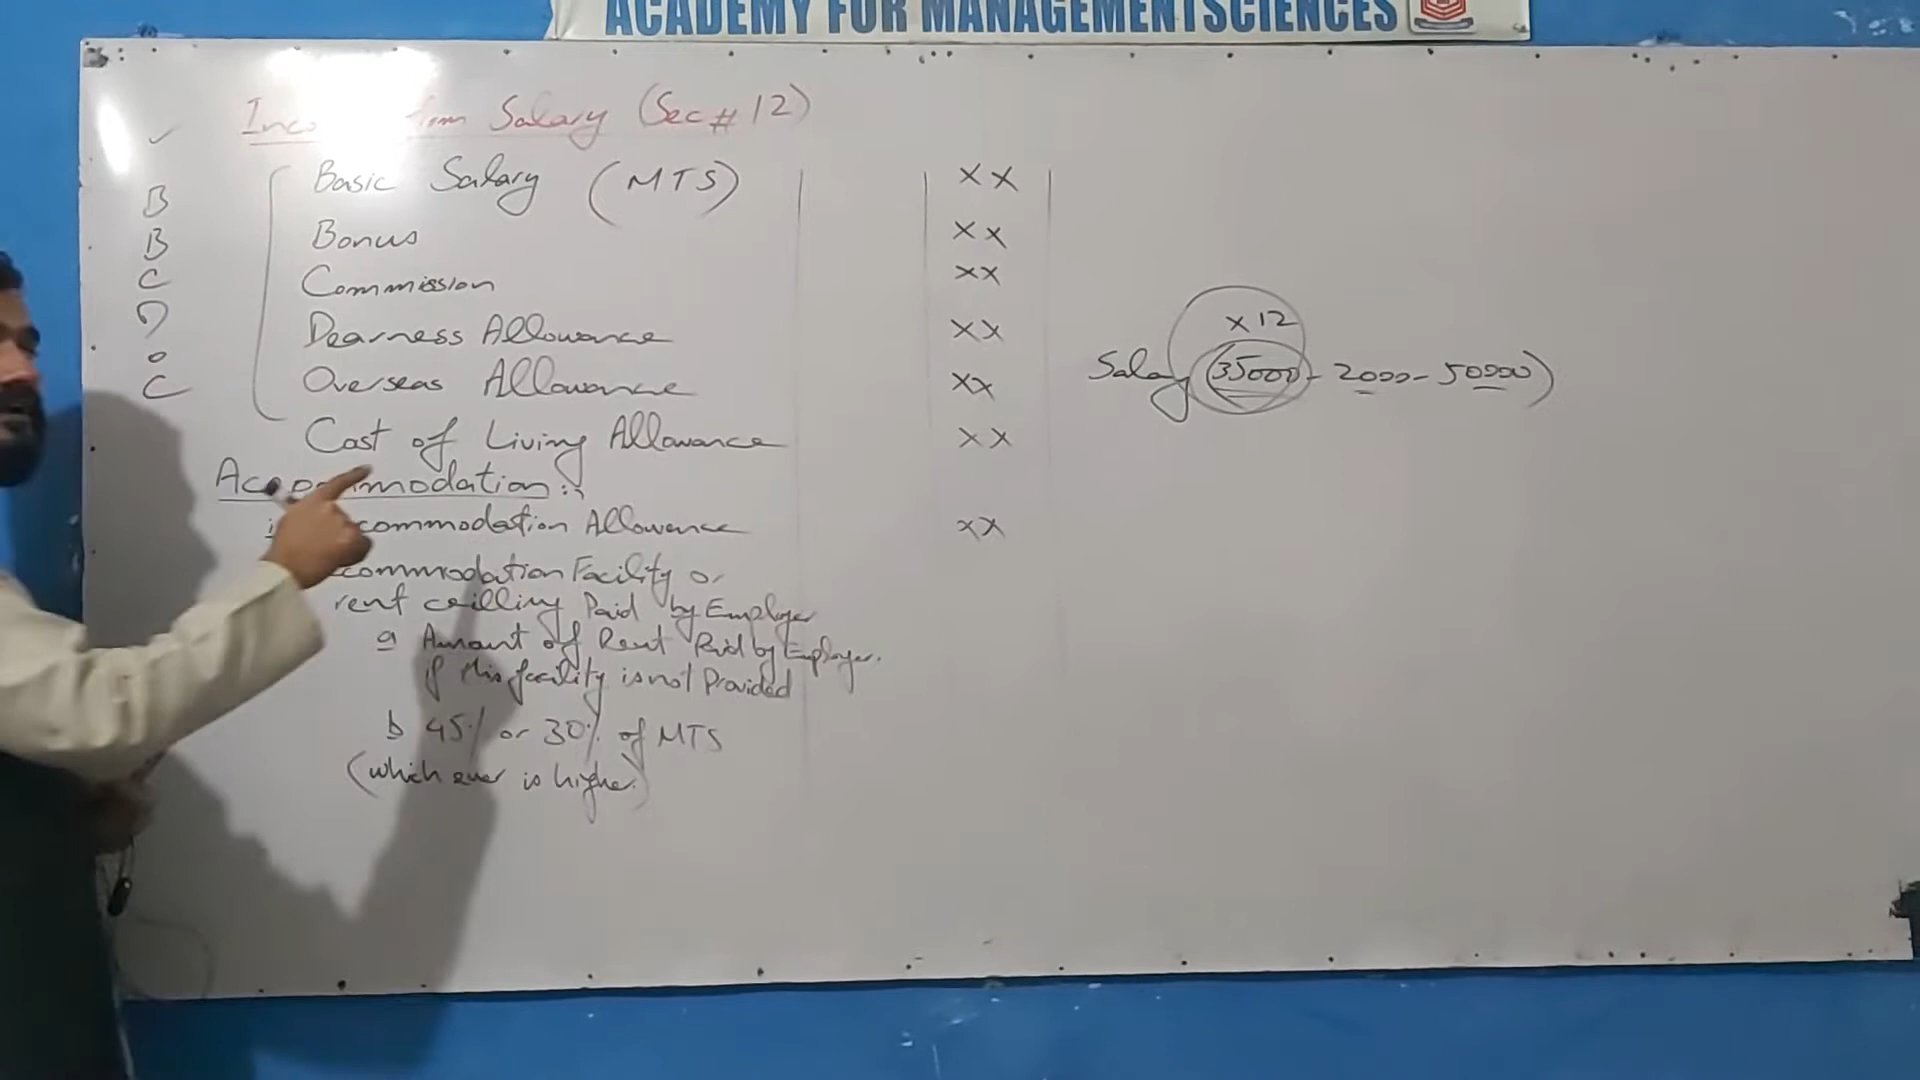 ACADEMY FOR MANAGEMENT SCIENCES
Salary (Sec # 12)
Basic Salary (MTS) xx
B
Bonus xx
B
Commission xx
C
Dearness Allowance xx
D
Overseas Allowance xx
o
Cost of Living Allowance xx
C
Accommodation:
Allowance xx
Facility or
rent ceilling Paid by Employer
a Amount of Rent Paid by Employer.
if this facility is not Provided
b 45% or 30% of MTS
(which ever is higher)
x12
Salary (35000 - 2000 - 50000)